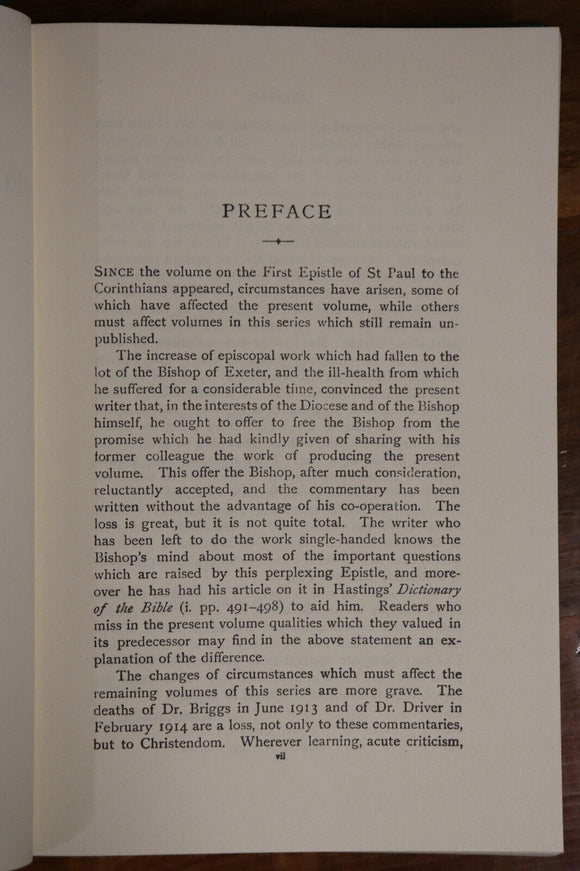 PREFACE
SINCE the volume on the First Epistle of St Paul to the
Corinthians appeared, circumstances have arisen, some of
which have affected the present volume, while others
must affect volumes in this series which still remain un-
published.
The increase of episcopal work which had fallen to the
lot of the Bishop of Exeter, and the ill-health from which
he suffered for a considerable time, convinced the present
writer that, in the interests of the Diocese and of the Bishop
himself, he ought to offer to free the Bishop from the
promise which he had kindly given of sharing with his
former colleague the work of producing the present
volume. This offer the Bishop, after much consideration,
reluctantly accepted, and the commentary has been
written without the advantage of his co-operation. The
loss is great, but it is not quite total. The writer who
has been left to do the work single-handed knows the
Bishop's mind about most of the important questions
which are raised by this perplexing Epistle, and more-
over he has had his article on it in Hastings' Dictionary
of the Bible (i. pp. 491–498) to aid him. Readers who
miss in the present volume qualities which they valued in
its predecessor may find in the above statement an ex-
planation of the difference.
The changes of circumstances which must affect the
remaining volumes of this series are more grave. The
deaths of Dr. Briggs in June 1913 and of Dr. Driver in
February 1914 are a loss, not only to these commentaries,
but to Christendom. Wherever learning, acute criticism,
vii